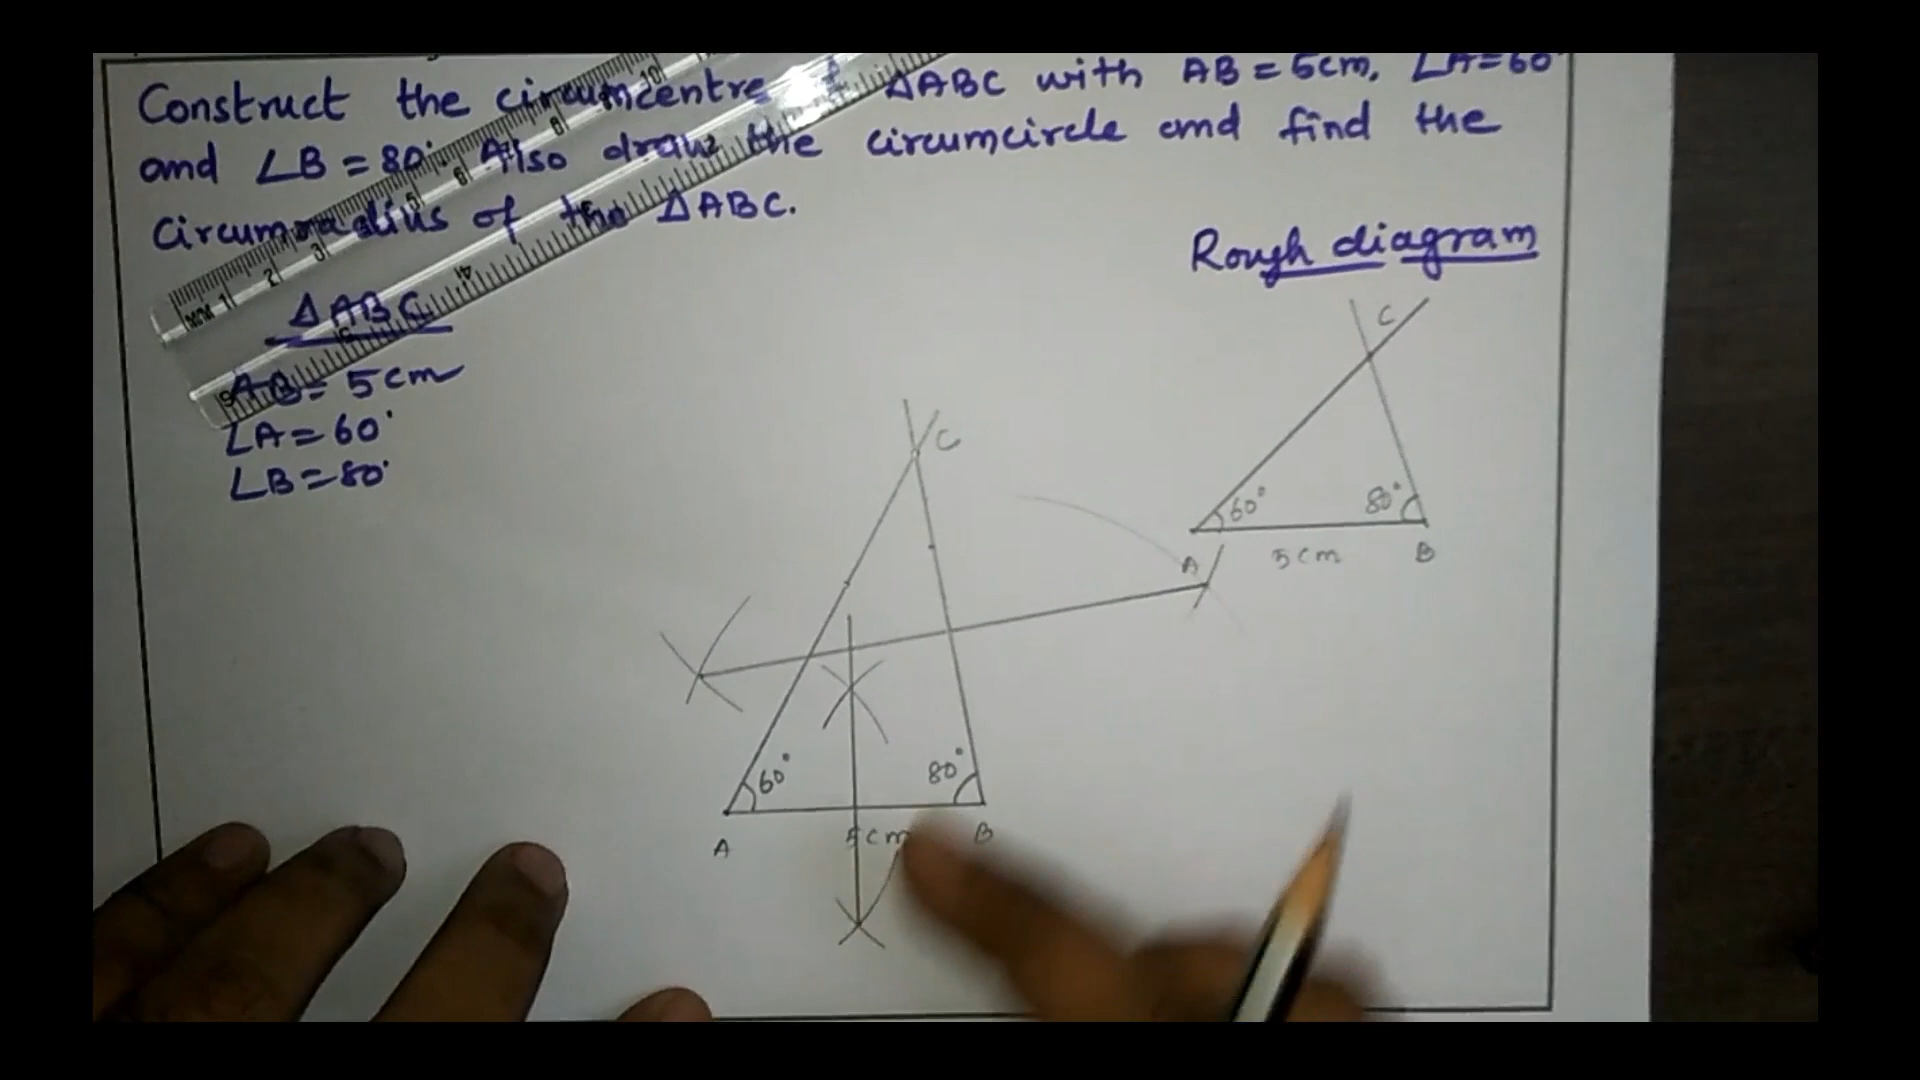 Construct the circumcentre of ΔABC with AB = 5cm, ∠A=60°
and ∠B = 80°. Also draw the circumcircle and find the
Circumradius of the ΔABC.
Rough diagram
ΔABC
AB = 5cm
∠A = 60°
∠B = 80°
C
60° 80°
A 5cm B
C
60° 80°
A 5cm B